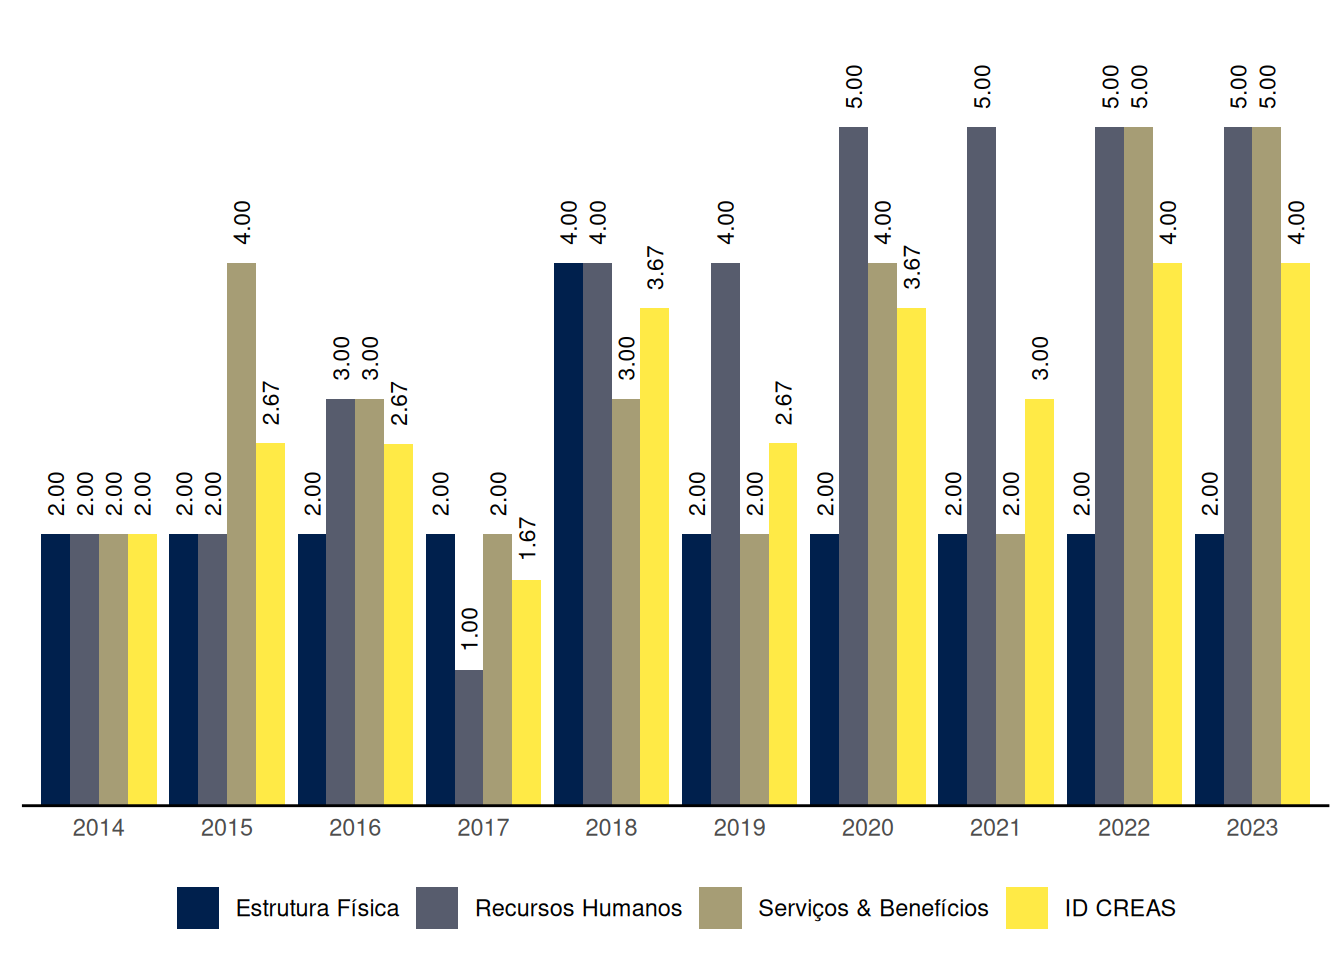 5.00 5.00 5.00 5.00 5.00 5.00
4.00 4.00 4.00 4.00 4.00 4.00 4.00
3.67 3.67
3.00 3.00 3.00 3.00
2.67 2.67 2.67
2.00 2.00 2.00 2.00 2.00 2.00 2.00 2.00 2.00 2.00 2.00 2.00 2.00 2.00 2.00 2.00
1.67
1.00
2014 2015 2016 2017 2018 2019 2020 2021 2022 2023
Estrutura Física Recursos Humanos Serviços & Benefícios ID CREAS